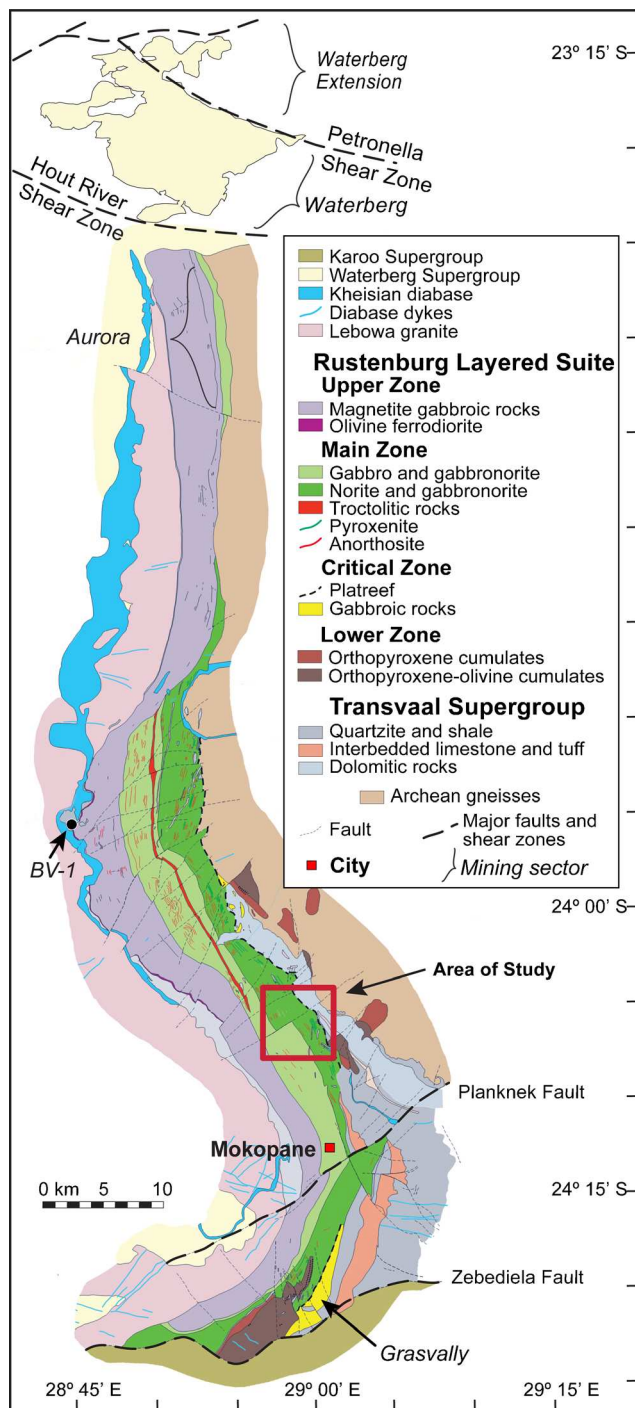 23° 15' S
Waterberg
Extension
Petronella
Shear Zone
Hout River
Shear Zone
Waterberg
Aurora
Karoo Supergroup
Waterberg Supergroup
Kheisian diabase
Diabase dykes
Lebowa granite
Rustenburg Layered Suite
Upper Zone
Magnetite gabbroic rocks
Olivine ferrodiorite
Main Zone
Gabbro and gabbronorite
Norite and gabbronorite
Troctolitic rocks
Pyroxenite
Anorthosite
Critical Zone
Platreef
Gabbroic rocks
Lower Zone
Orthopyroxene cumulates
Orthopyroxene-olivine cumulates
Transvaal Supergroup
Quartzite and shale
Interbedded limestone and tuff
Dolomitic rocks
Archean gneisses
Fault
Major faults and
shear zones
City
Mining sector
BV-1
24° 00' S
Area of Study
Planknek Fault
Mokopane
0 km 5 10
24° 15' S
Zebediela Fault
Grasvally
28° 45' E 29° 00' E 29° 15' E